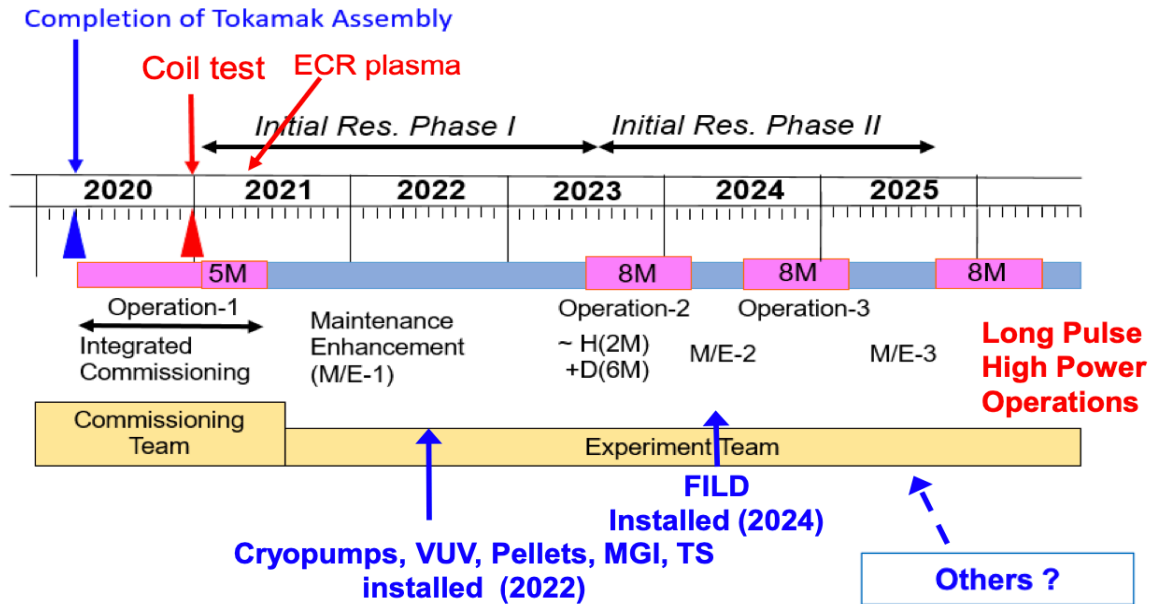 Completion of Tokamak Assembly
Coil test
ECR plasma
Initial Res. Phase I
Initial Res. Phase II
2020
2021
2022
2023
2024
2025
5M
8M
8M
8M
Operation-1
Integrated
Commissioning
Maintenance
Enhancement
(M/E-1)
Operation-2
~ H(2M)
+D(6M)
Operation-3
M/E-2
M/E-3
Long Pulse
High Power
Operations
Commissioning
Team
Experiment Team
FILD
Installed (2024)
Cryopumps, VUV, Pellets, MGI, TS
installed (2022)
Others ?